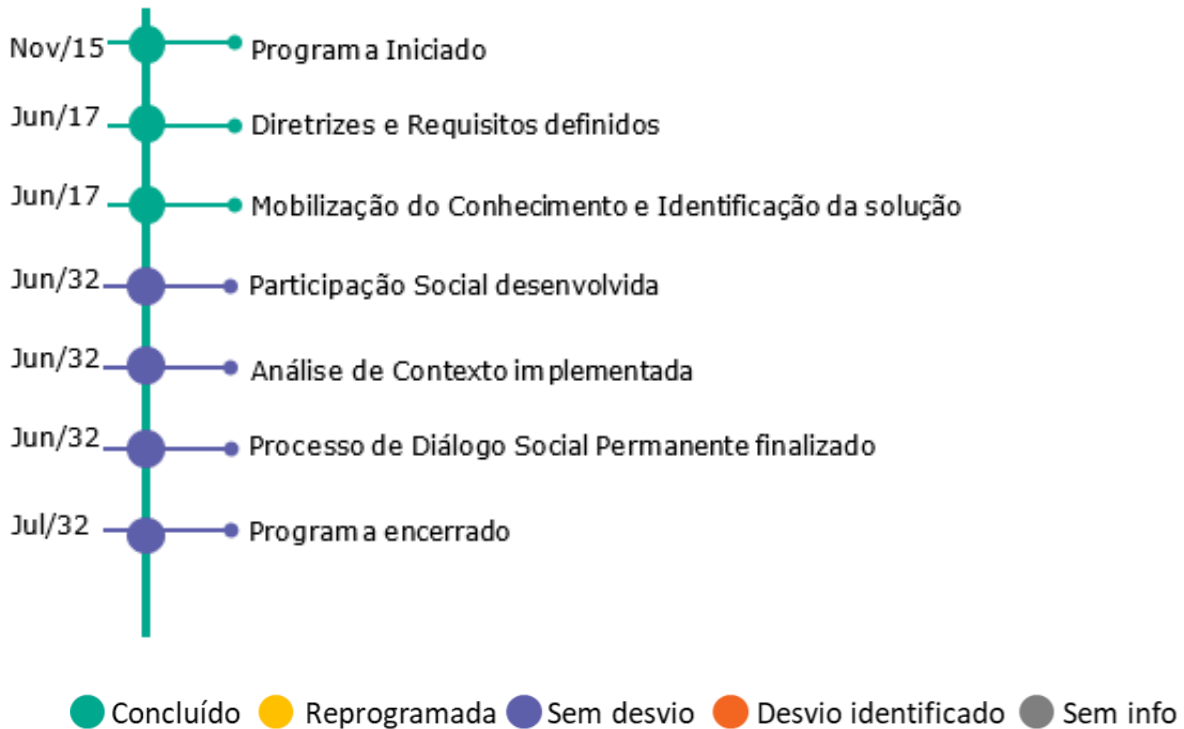 Nov/15 Programa Iniciado
Jun/17 Diretrizes e Requisitos definidos
Jun/17 Mobilização do Conhecimento e Identificação da solução
Jun/32 Participação Social desenvolvida
Jun/32 Análise de Contexto implementada
Jun/32 Processo de Diálogo Social Permanente finalizado
Jul/32 Programa encerrado
Concluído Reprogramada Sem desvio Desvio identificado Sem info